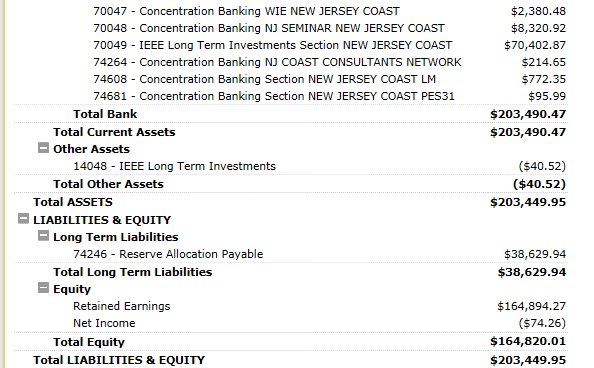 70047 - Concentration Banking WIE NEW JERSEY COAST $2,380.48
70048 - Concentration Banking NJ SEMINAR NEW JERSEY COAST $8,320.92
70049 - IEEE Long Term Investments Section NEW JERSEY COAST $70,402.87
74264 - Concentration Banking NJ COAST CONSULTANTS NETWORK $214.65
74608 - Concentration Banking Section NEW JERSEY COAST LM $772.35
74681 - Concentration Banking Section NEW JERSEY COAST PES31 $95.99
Total Bank $203,490.47
Total Current Assets $203,490.47
Other Assets
14048 - IEEE Long Term Investments ($40.52)
Total Other Assets ($40.52)
Total ASSETS $203,449.95
LIABILITIES & EQUITY
Long Term Liabilities
74246 - Reserve Allocation Payable $38,629.94
Total Long Term Liabilities $38,629.94
Equity
Retained Earnings $164,894.27
Net Income ($74.26)
Total Equity $164,820.01
Total LIABILITIES & EQUITY $203,449.95